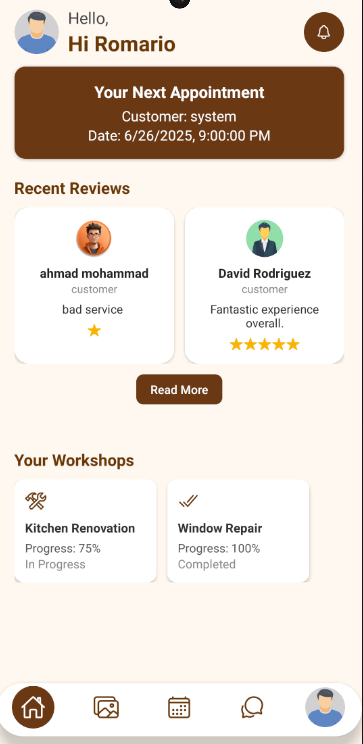 Hello,
Hi Romario
Your Next Appointment
Customer: system
Date: 6/26/2025, 9:00:00 PM
Recent Reviews
ahmad mohammad
customer
bad service
David Rodriguez
customer
Fantastic experience
overall.
Read More
Your Workshops
Kitchen Renovation
Progress: 75%
In Progress
Window Repair
Progress: 100%
Completed